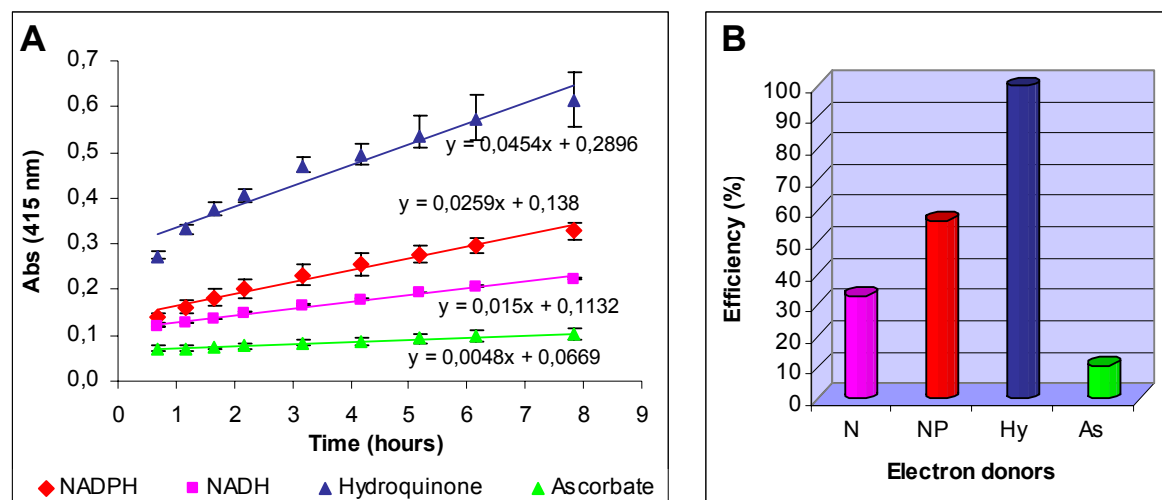 A
Abs (415 nm)
0,7
0,6
0,5
0,4
0,3
0,2
0,1
0,0
y = 0,0454x + 0,2896
y = 0,0259x + 0,138
y = 0,015x + 0,1132
y = 0,0048x + 0,0669
0 1 2 3 4 5 6 7 8 9
Time (hours)
NADPH NADH Hydroquinone Ascorbate
B
Efficiency (%)
100
90
80
70
60
50
40
30
20
10
0
N NP Hy As
Electron donors